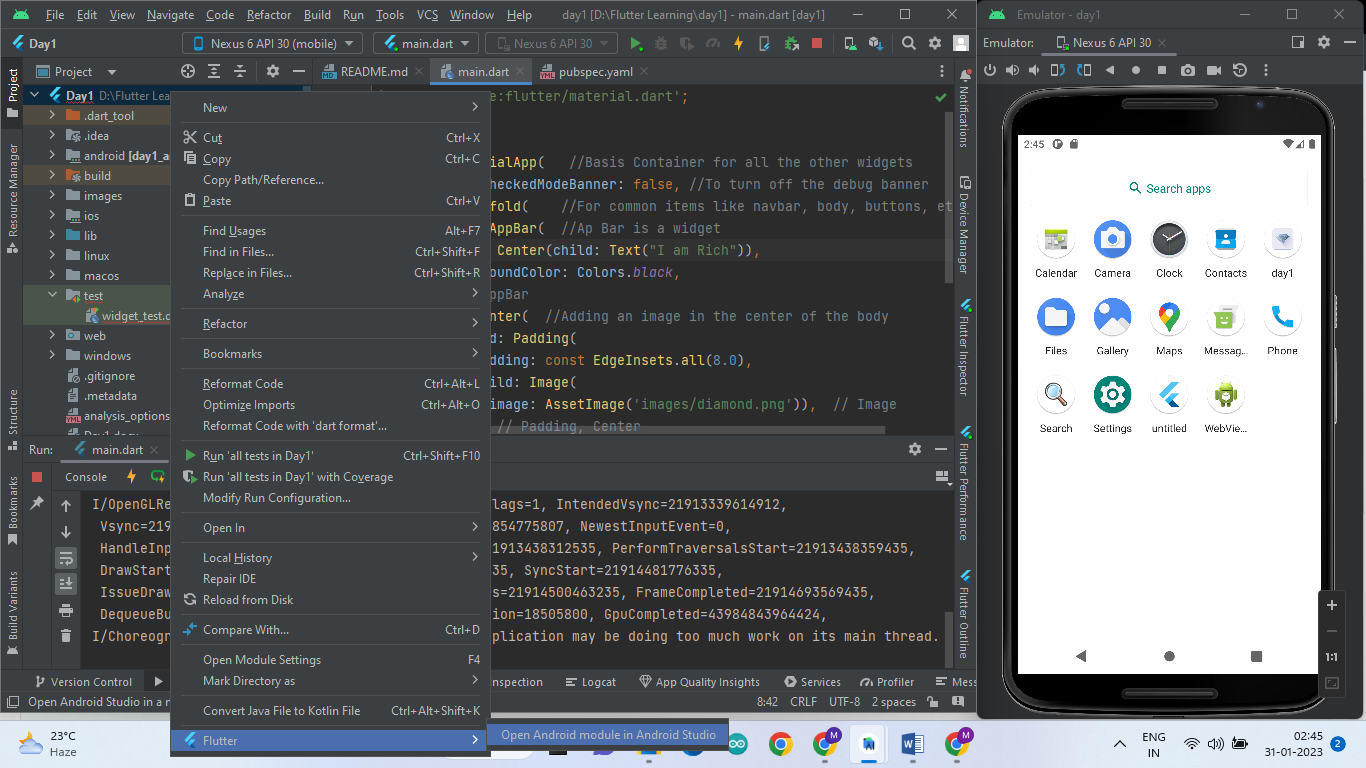 File Edit View Navigate Code Refactor Build Run Tools VCS Window Help day1 [D:\Flutter Learning\day1] - main.dart [day1]
Day1 Nexus 6 API 30 (mobile) main.dart Nexus 6 API 30
Project README.md main.dart pubspec.yaml
Day1 D:\Flutter Lear
.dart_tool
.idea
android [day1_a
build
images
ios
lib
linux
macos
test
widget_test.d
web
windows
.gitignore
.metadata
analysis_options
Day1.docx
Project
Resource Manager
Structure
Bookmarks
Build Variants
New
Cut Ctrl+X
Copy Ctrl+C
Copy Path/Reference...
Paste Ctrl+V
Find Usages Alt+F7
Find in Files... Ctrl+Shift+F
Replace in Files... Ctrl+Shift+R
Analyze
Refactor
Bookmarks
Reformat Code Ctrl+Alt+L
Optimize Imports Ctrl+Alt+O
Reformat Code with 'dart format'...
Run 'all tests in Day1' Ctrl+Shift+F10
Run 'all tests in Day1' with Coverage
Modify Run Configuration...
Open In
Local History
Repair IDE
Reload from Disk
Compare With... Ctrl+D
Open Module Settings F4
Mark Directory as
Convert Java File to Kotlin File Ctrl+Alt+Shift+K
Flutter
Open Android module in Android Studio
e:flutter/material.dart';
ialApp( //Basis Container for all the other widgets
heckedModeBanner: false, //To turn off the debug banner
fold( //For common items like navbar, body, buttons, et
AppBar( //Ap Bar is a widget
Center(child: Text("I am Rich")),
oundColor: Colors.black,
ppBar
nter( //Adding an image in the center of the body
d: Padding(
dding: const EdgeInsets.all(8.0),
ild: Image(
image: AssetImage('images/diamond.png')), // Image
// Padding, Center
Notifications
Device Manager
Flutter Inspector
Flutter Performance
Flutter Outline
Run: main.dart
Console
I/OpenGLRe lags=1, IntendedVsync=21913339614912,
Vsync=219 854775807, NewestInputEvent=0,
HandleInp 1913438312535, PerformTraversalsStart=21913438359435,
DrawStart 35, SyncStart=21914481776335,
IssueDraw s=21914500463235, FrameCompleted=21914693569435,
DequeueBu ion=18505800, GpuCompleted=43984843964424,
I/Choreogr plication may be doing too much work on its main thread.
Version Control nspection Logcat App Quality Insights Services Profiler Mess
Open Android Studio in a n 8:42 CRLF UTF-8 2 spaces
Emulator - day1
Emulator: Nexus 6 API 30
2:45
Search apps
Calendar Camera Clock Contacts day1
Files Gallery Maps Messag... Phone
Search Settings untitled WebVie...
1:1
23°C
Haze
M
M
ENG
IN
02:45
31-01-2023
2